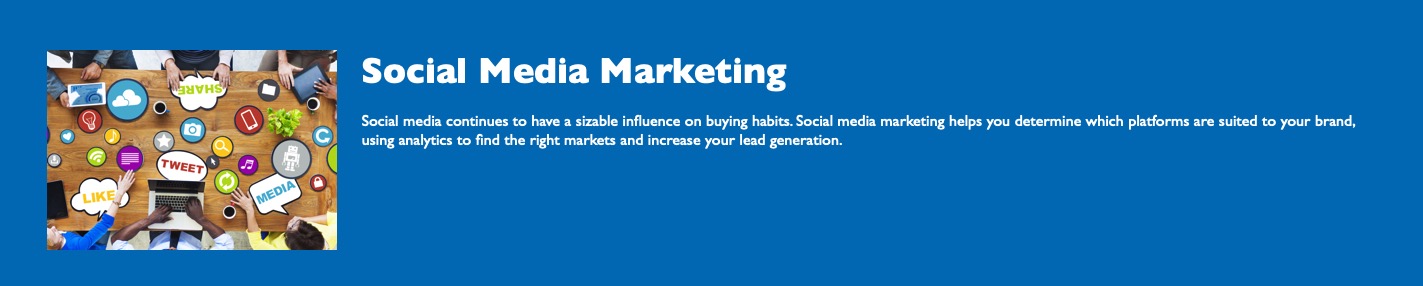 Social Media Marketing
Social media continues to have a sizable influence on buying habits. Social media marketing helps you determine which platforms are suited to your brand,
using analytics to find the right markets and increase your lead generation.
SHARE
TWEET
LIKE
MEDIA